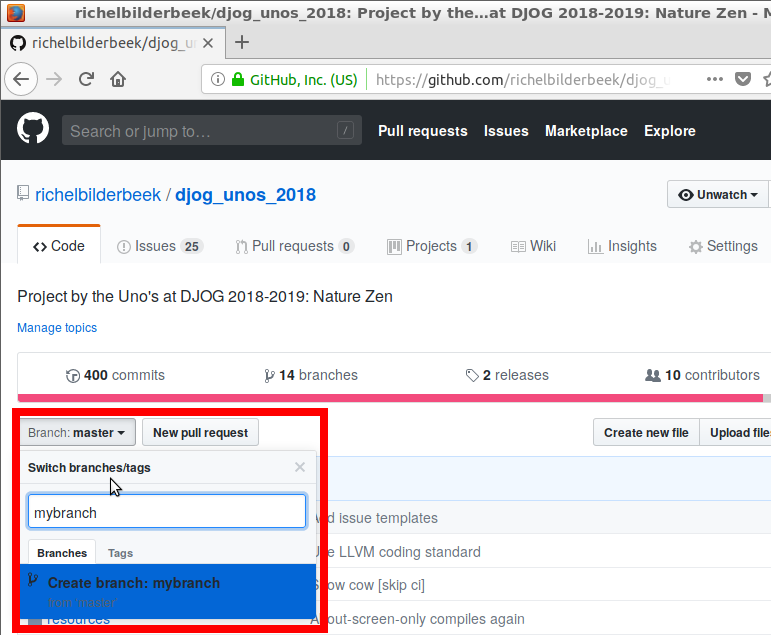 richelbilderbeek/djog_unos_2018: Project by the…at DJOG 2018-2019: Nature Zen - M
richelbilderbeek/djog_u
GitHub, Inc. (US) https://github.com/richelbilderbeek/djog_u
Search or jump to… / Pull requests Issues Marketplace Explore
richelbilderbeek / djog_unos_2018 Unwatch
Code Issues 25 Pull requests 0 Projects 1 Wiki Insights Settings
Project by the Uno's at DJOG 2018-2019: Nature Zen
Manage topics
400 commits 14 branches 2 releases 10 contributors
Branch: master New pull request Create new file Upload files
Switch branches/tags
mybranch
Add issue templates
Branches Tags
Use LLVM coding standard
Create branch: mybranch
from 'master'
Show cow [skip ci]
resources
About-screen-only compiles again